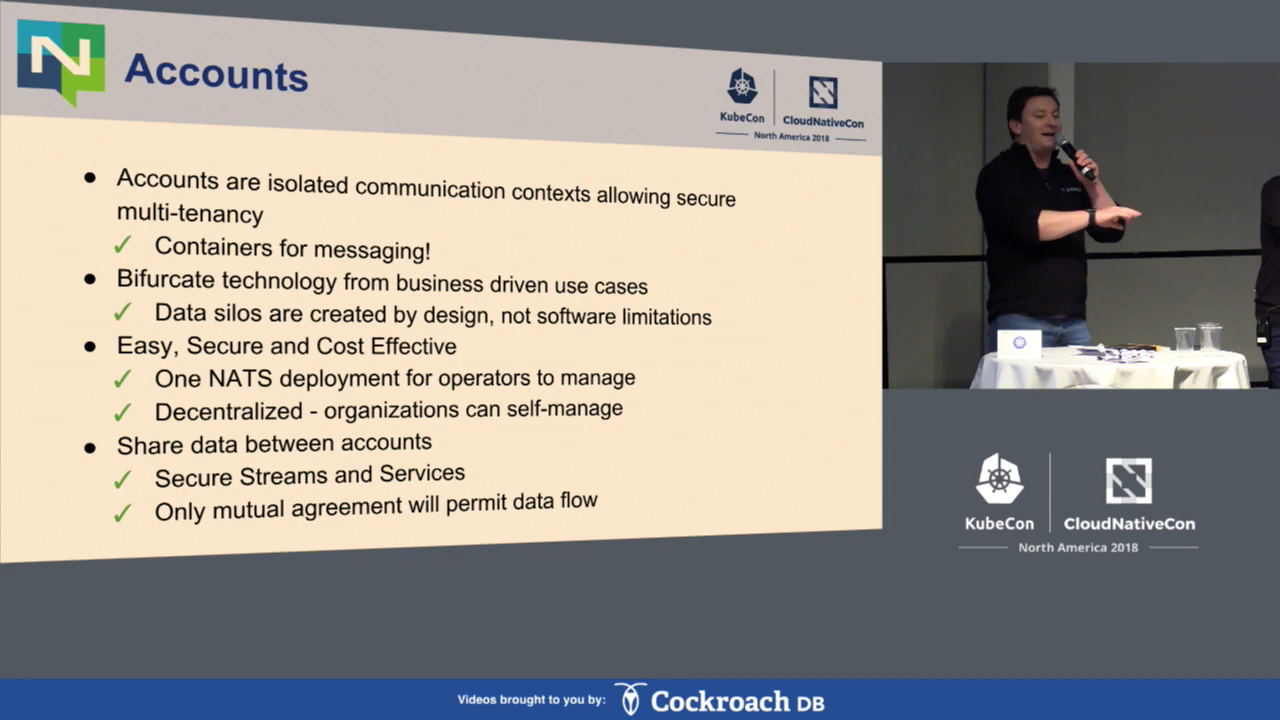 Accounts
KubeCon
CloudNativeCon
North America 2018
● Accounts are isolated communication contexts allowing secure
multi-tenancy
✓ Containers for messaging!
● Bifurcate technology from business driven use cases
✓ Data silos are created by design, not software limitations
● Easy, Secure and Cost Effective
✓ One NATS deployment for operators to manage
✓ Decentralized - organizations can self-manage
● Share data between accounts
✓ Secure Streams and Services
✓ Only mutual agreement will permit data flow
KubeCon
CloudNativeCon
North America 2018
Videos brought to you by: Cockroach DB